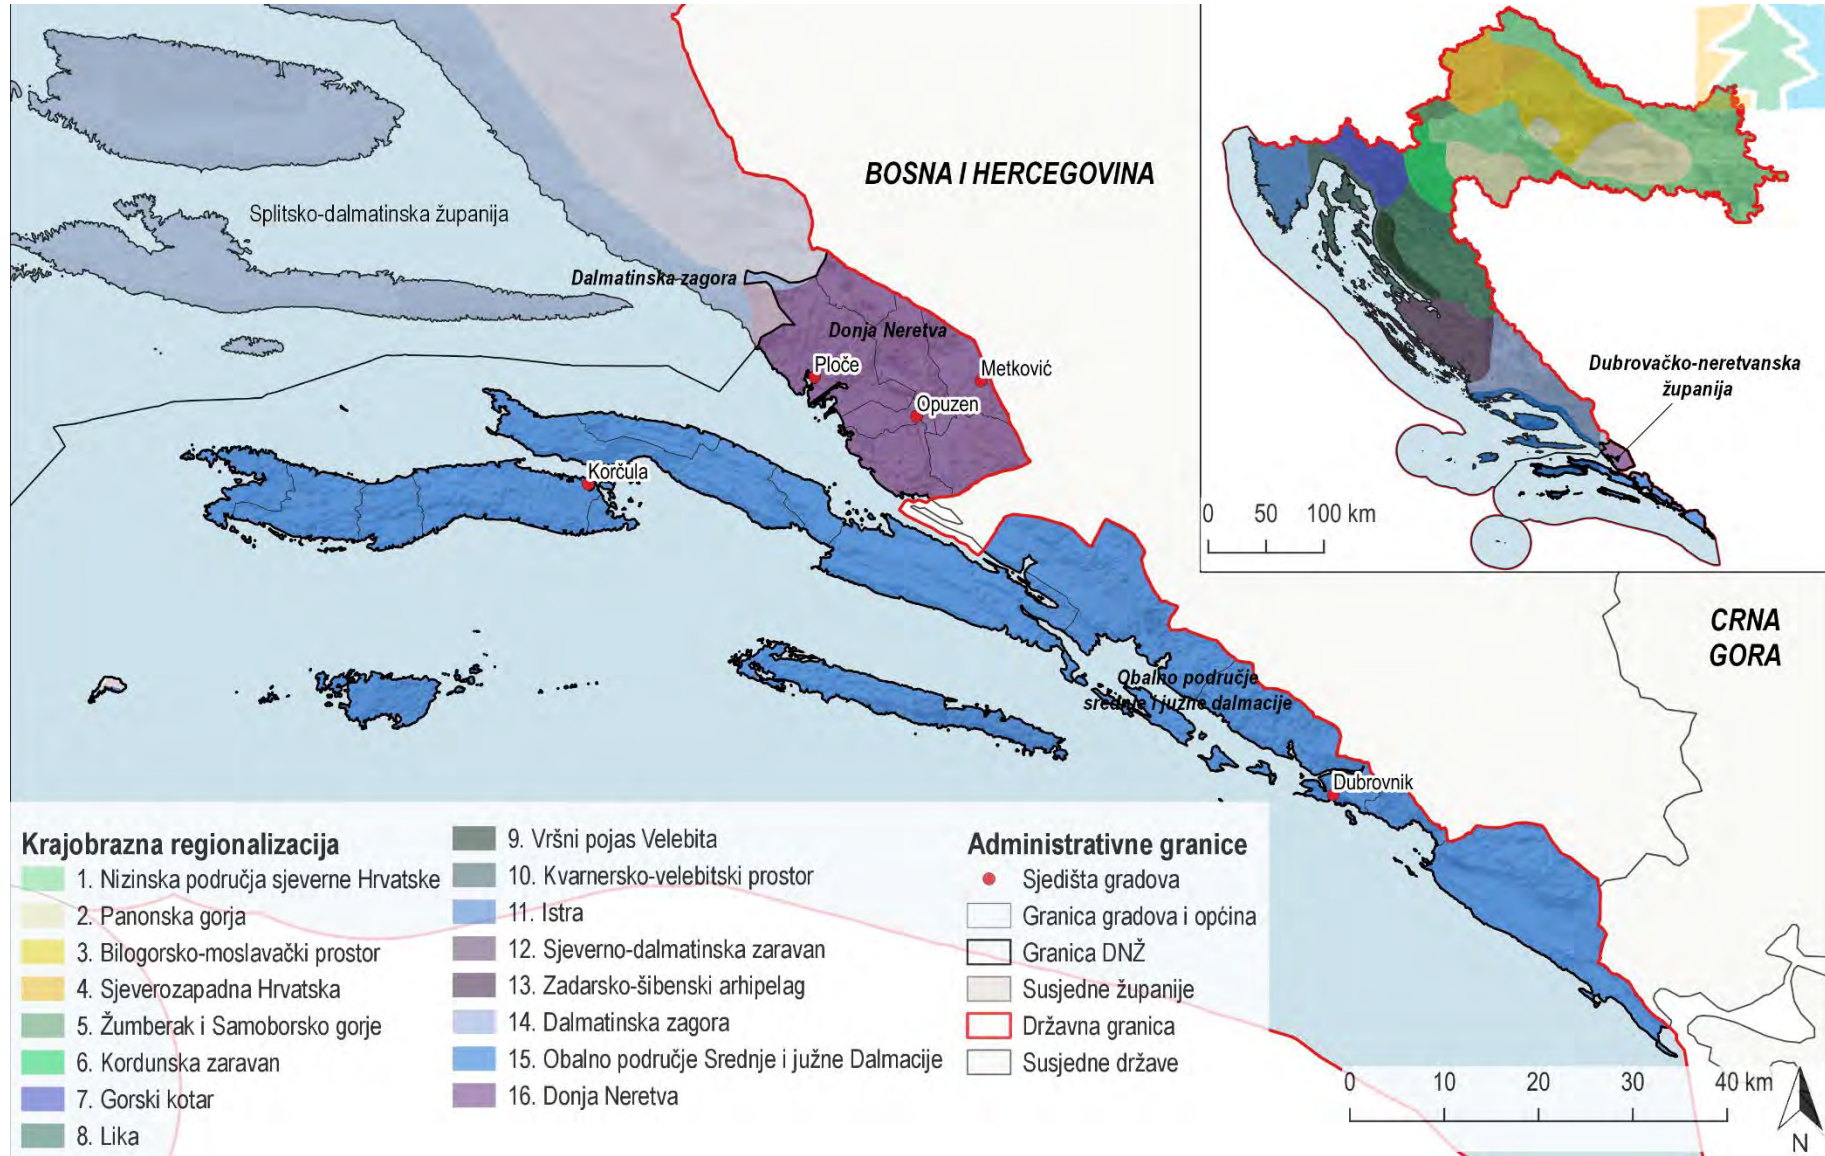 BOSNA I HERCEGOVINA
Splitsko-dalmatinska županija
Dalmatinska zagora
Donja Neretva
Ploče
Metković
Opuzen
Korčula
Obalno područje
srednje i južne dalmacije
Dubrovnik
CRNA
GORA
Dubrovačko-neretvanska
županija
0 50 100 km
Krajobrazna regionalizacija
1. Nizinska područja sjeverne Hrvatske
2. Panonska gorja
3. Bilogorsko-moslavački prostor
4. Sjeverozapadna Hrvatska
5. Žumberak i Samoborsko gorje
6. Kordunska zaravan
7. Gorski kotar
8. Lika
9. Vršni pojas Velebita
10. Kvarnersko-velebitski prostor
11. Istra
12. Sjeverno-dalmatinska zaravan
13. Zadarsko-šibenski arhipelag
14. Dalmatinska zagora
15. Obalno područje Srednje i južne Dalmacije
16. Donja Neretva
Administrativne granice
Sjedišta gradova
Granica gradova i općina
Granica DNŽ
Susjedne županije
Državna granica
Susjedne države
0 10 20 30 40 km
N